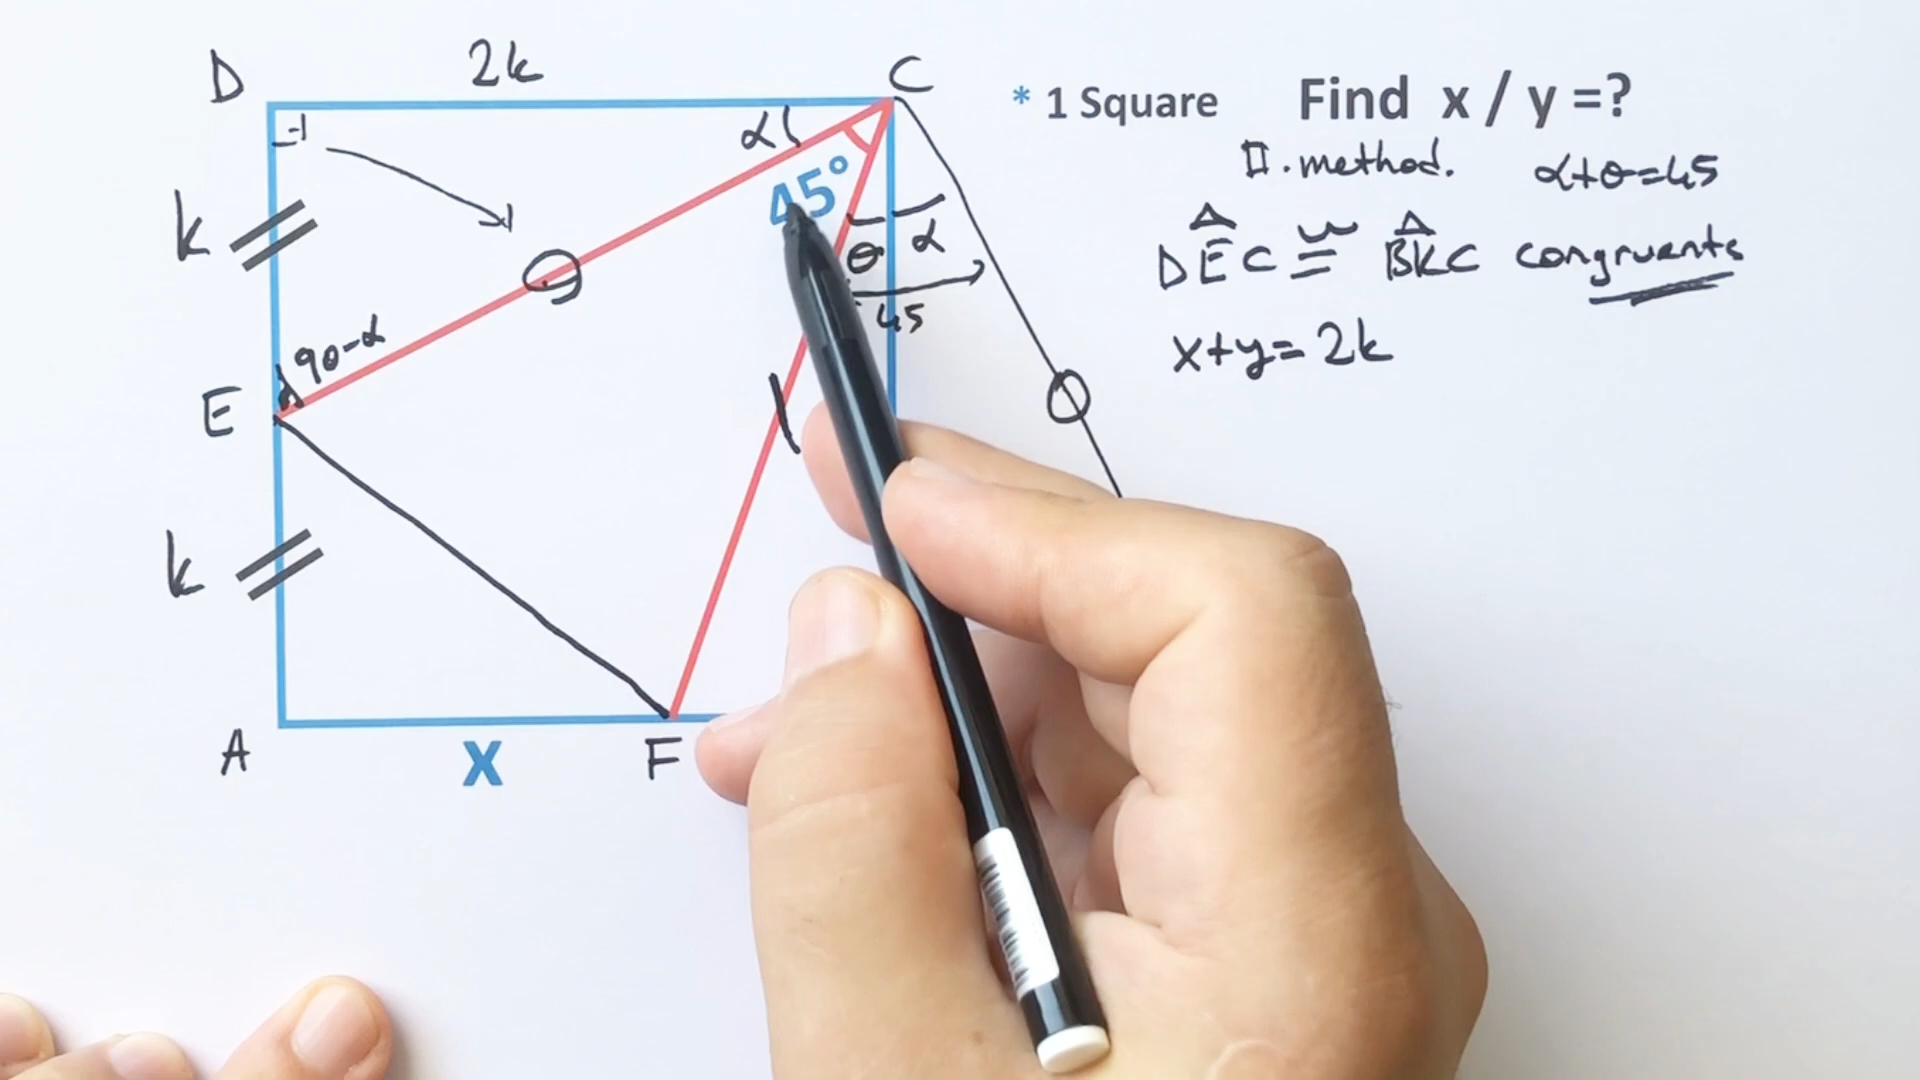 D 2k C
* 1 Square Find x / y =?
II. method. α+θ=45
α
45°
k
DEC ≅ BKC congruents
θ α
45
x+y=2k
90-α
E
k
A x F